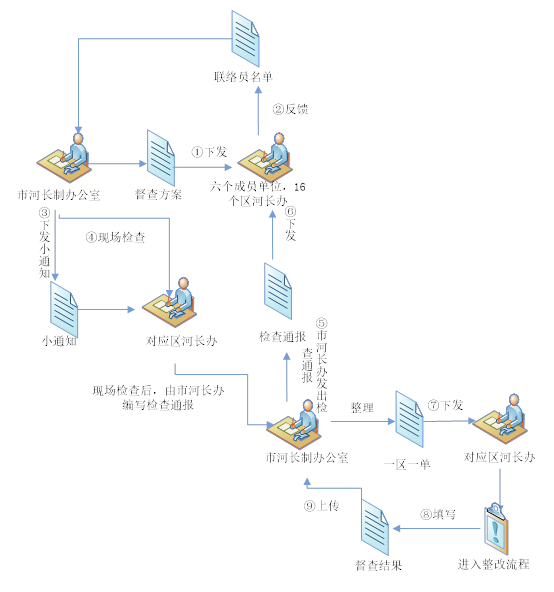 联络员名单
②反馈
①下发
市河长制办公室
督查方案
六个成员单位，16
个区河长办
③下发小通知
④现场检查
⑥下发
小通知
对应区河长办
检查通报
⑤市河长办发出检
查通报
现场检查后，由市河长办
编写检查通报
整理
⑦下发
市河长制办公室
一区一单
对应区河长办
⑨上传
⑧填写
督查结果
进入整改流程